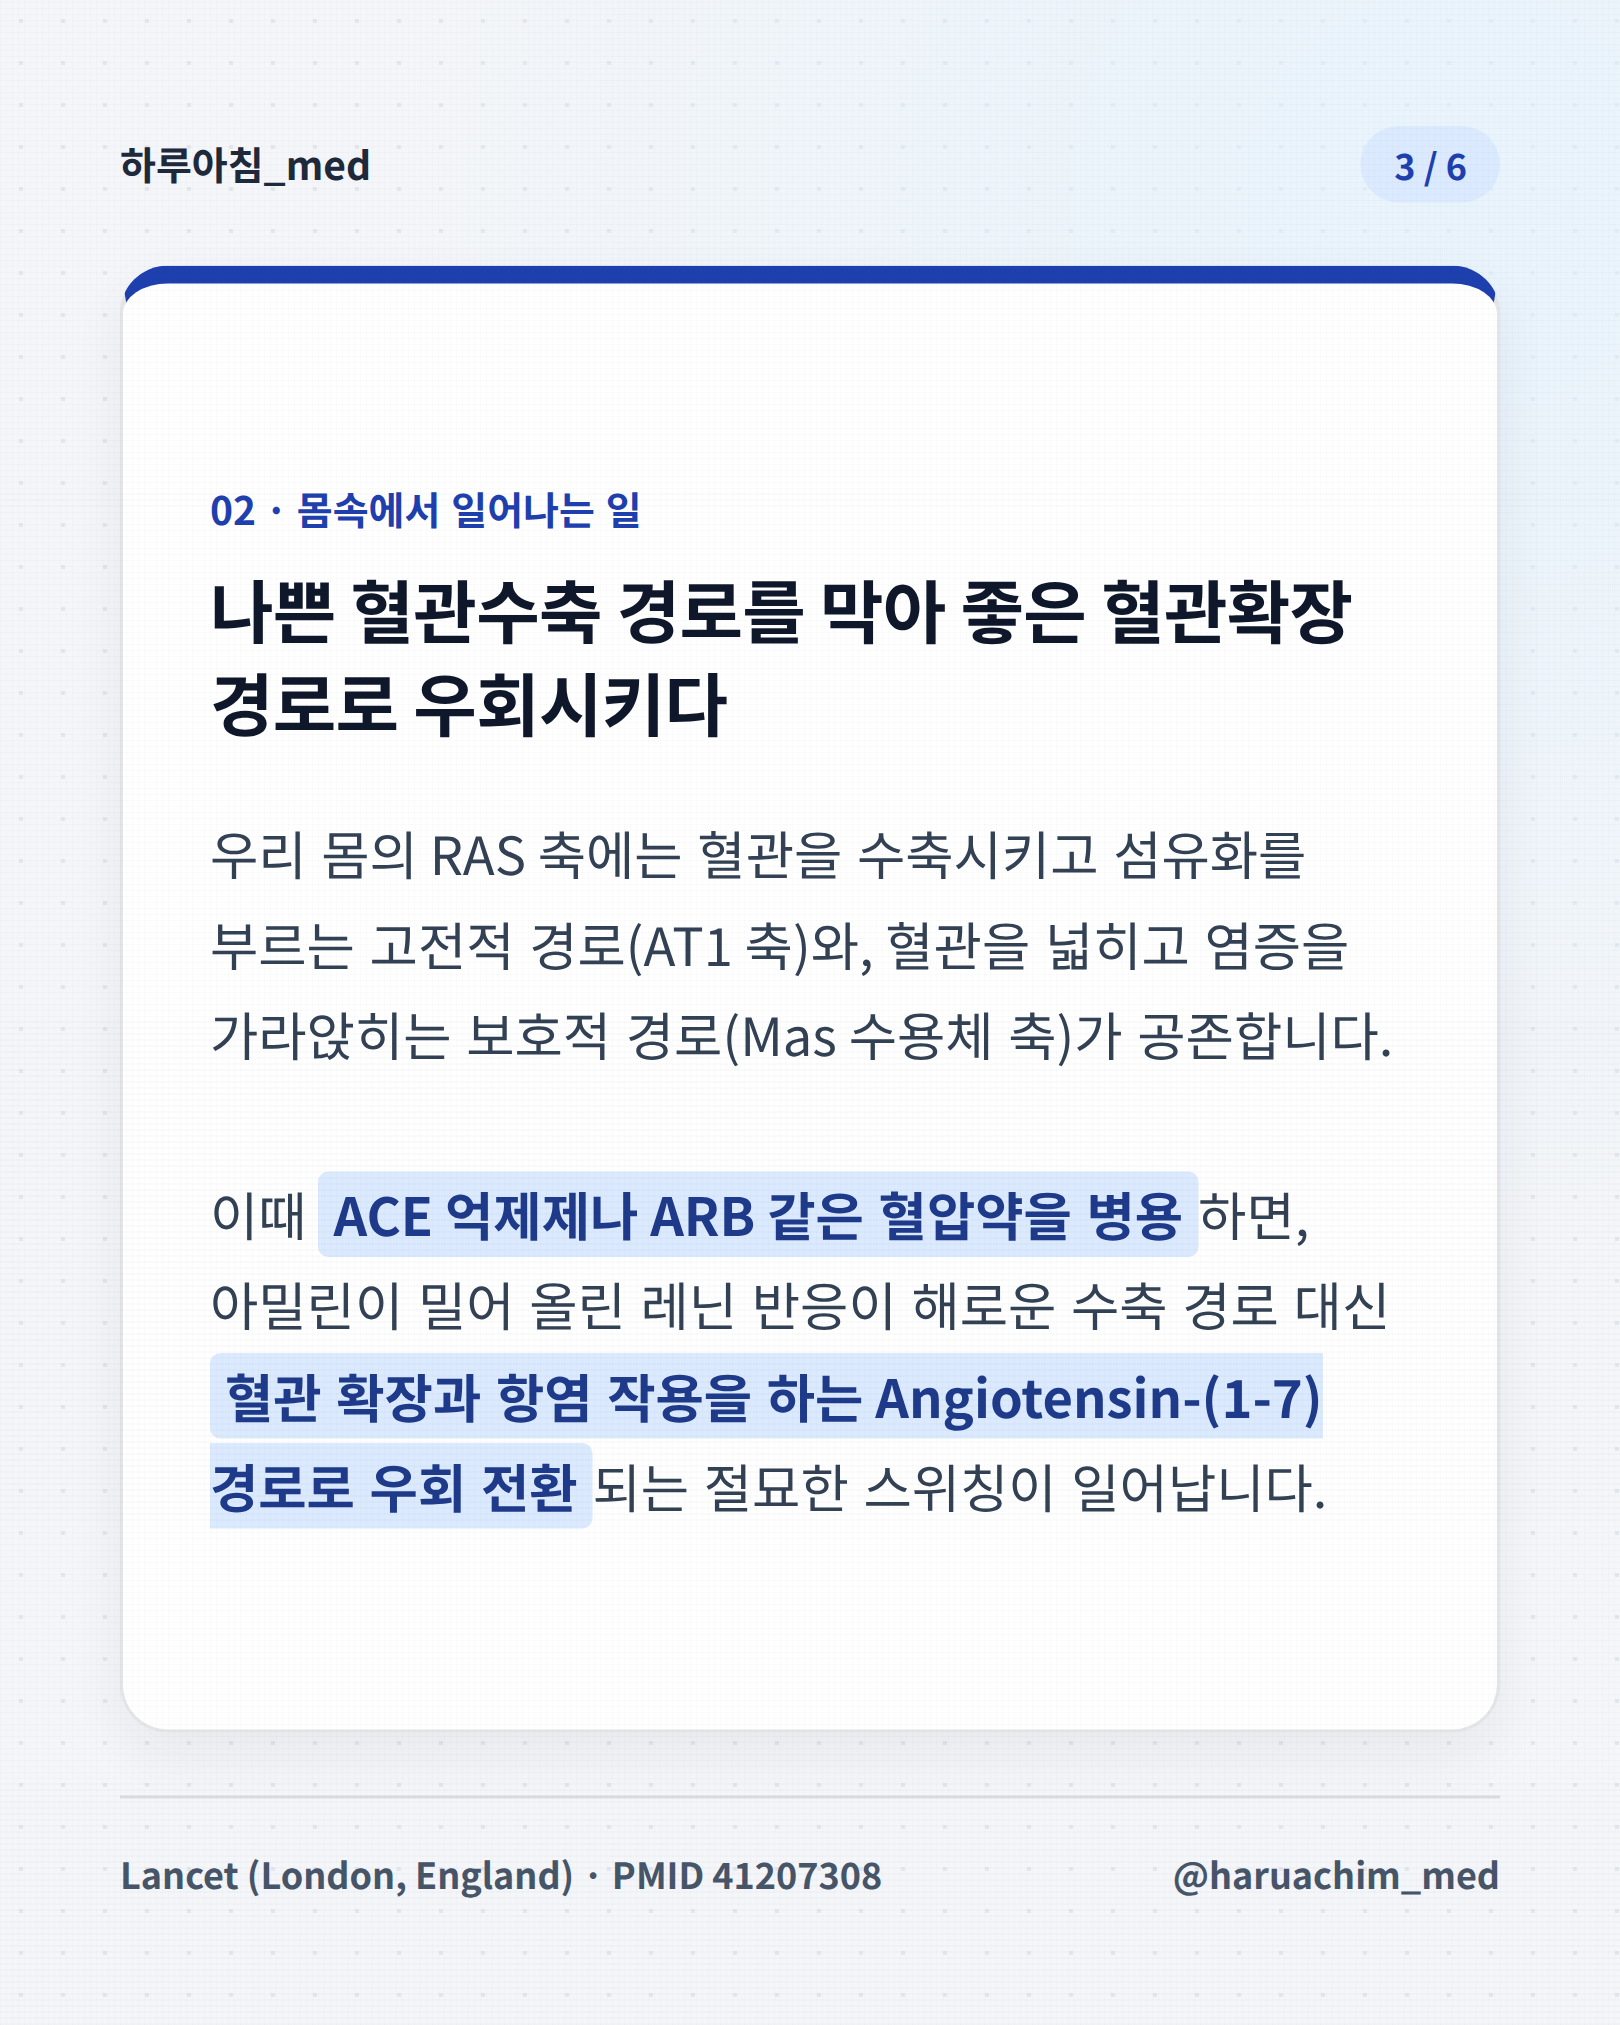 하루아침_med
3 / 6
02 · 몸속에서 일어나는 일
나쁜 혈관수축 경로를 막아 좋은 혈관확장
경로로 우회시키다
우리 몸의 RAS 축에는 혈관을 수축시키고 섬유화를
부르는 고전적 경로(AT1 축)와, 혈관을 넓히고 염증을
가라앉히는 보호적 경로(Mas 수용체 축)가 공존합니다.
이때 ACE 억제제나 ARB 같은 혈압약을 병용하면,
아밀린이 밀어 올린 레닌 반응이 해로운 수축 경로 대신
혈관 확장과 항염 작용을 하는 Angiotensin-(1-7)
경로로 우회 전환되는 절묘한 스위칭이 일어납니다.
Lancet (London, England) · PMID 41207308
@haruachim_med